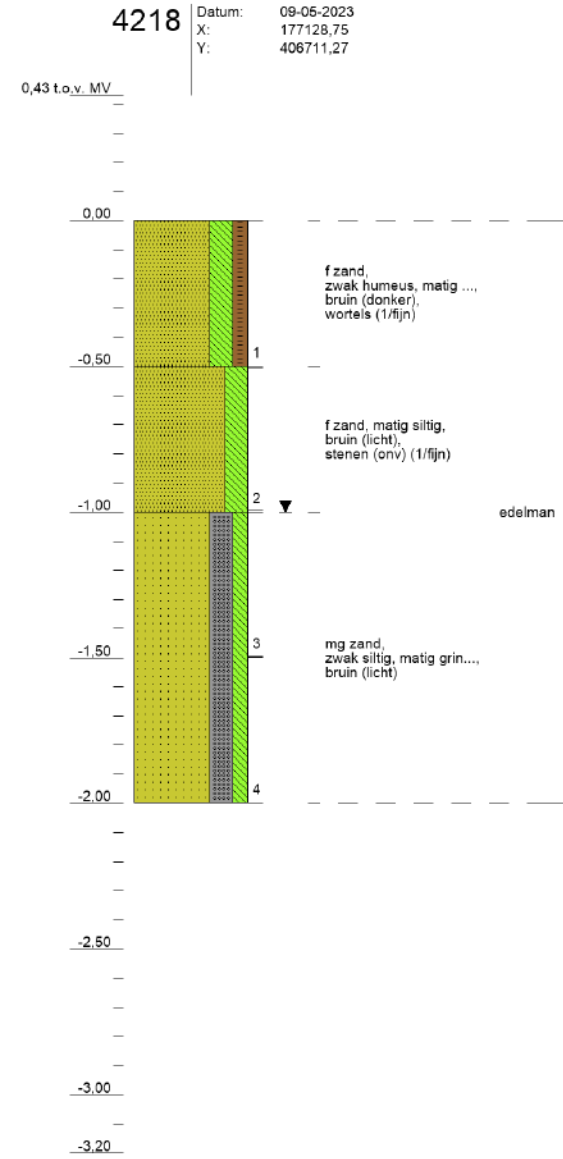 4218
Datum: 09-05-2023
X: 177128,75
Y: 406711,27
0,43 t.o.v. MV
0,00
f zand,
zwak humeus, matig ...,
bruin (donker),
wortels (1/fijn)
1
-0,50
f zand, matig siltig,
bruin (licht),
stenen (onv) (1/fijn)
2
-1,00
edelman
3
-1,50
mg zand,
zwak siltig, matig grin...,
bruin (licht)
4
-2,00
-2,50
-3,00
-3,20